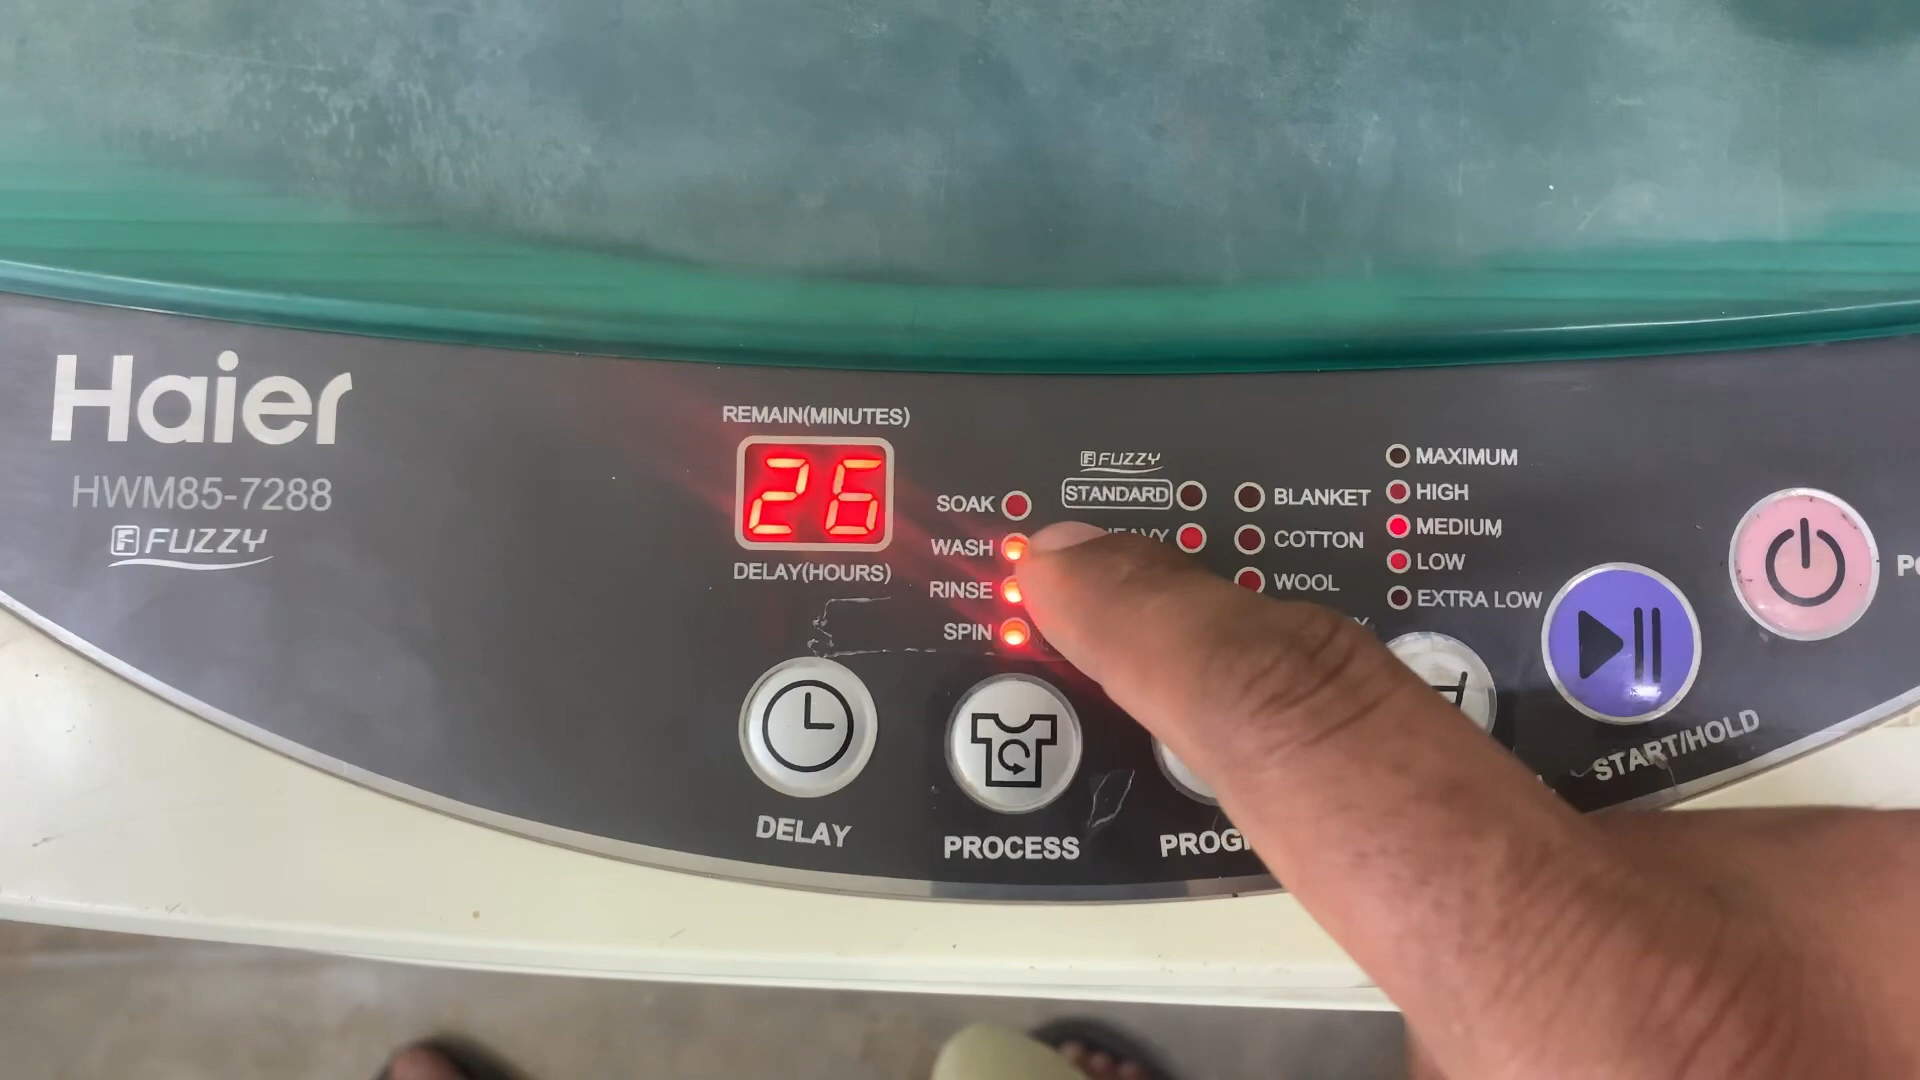 Haier
HWM85-7288
FUZZY
REMAIN(MINUTES)
26
DELAY(HOURS)
SOAK
WASH
RINSE
SPIN
FUZZY
STANDARD
HEAVY
BLANKET
COTTON
WOOL
MAXIMUM
HIGH
MEDIUM
LOW
EXTRA LOW
DELAY
PROCESS
START/HOLD